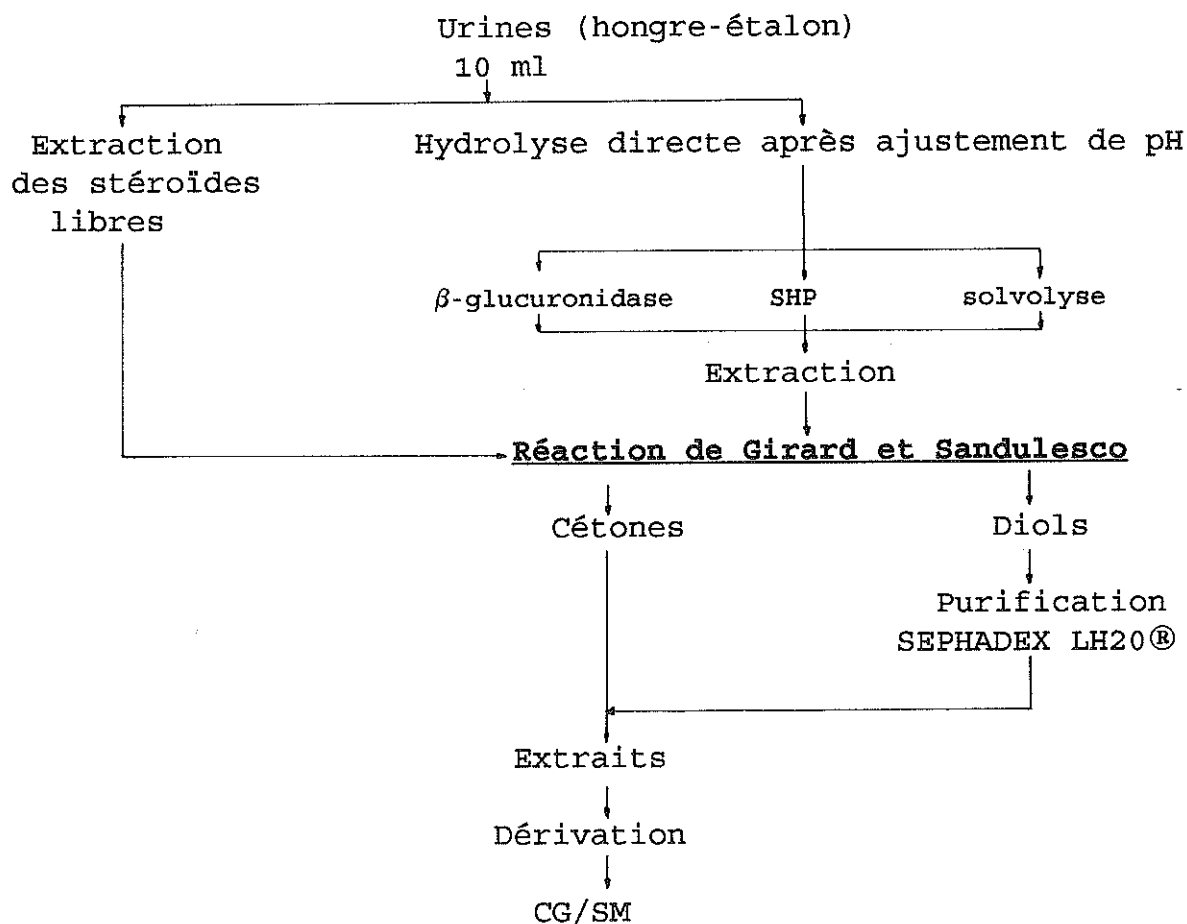 Urines (hongre-étalon)
10 ml
Extraction
des stéroïdes
libres
Hydrolyse directe après ajustement de pH
β-glucuronidase
SHP
solvolyse
Extraction
Réaction de Girard et Sandulesco
Cétones
Diols
Purification
SEPHADEX LH20®
Extraits
Dérivation
CG/SM